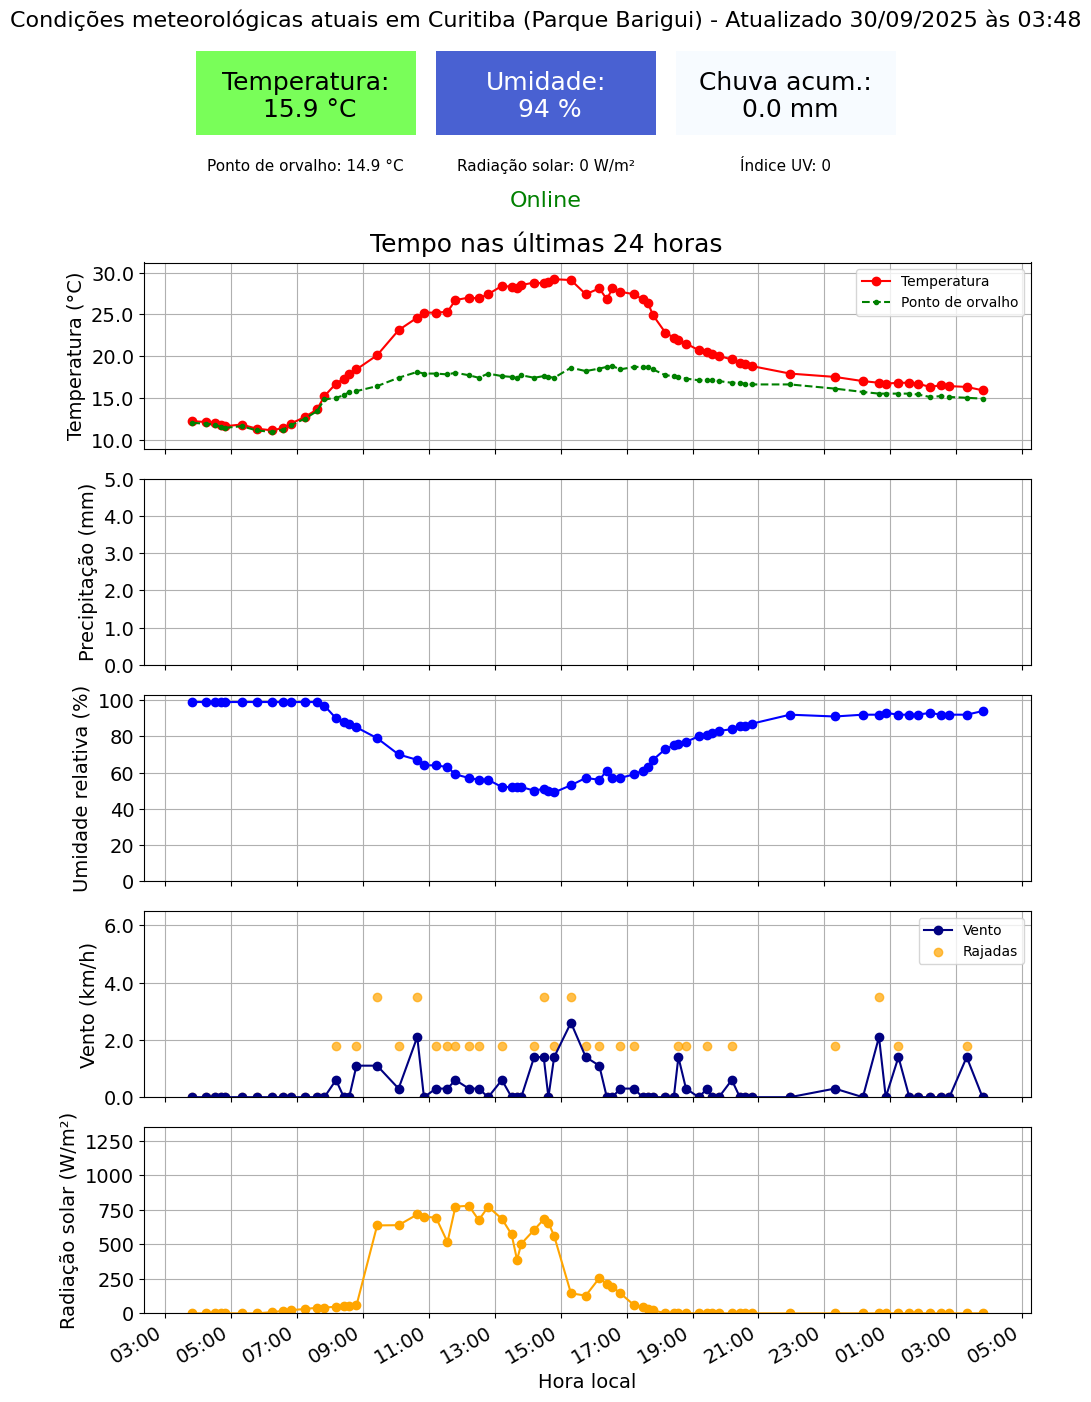 Condições meteorológicas atuais em Curitiba (Parque Barigui) - Atualizado 30/09/2025 às 03:48
Temperatura:
15.9 °C
Umidade:
94 %
Chuva acum.:
0.0 mm
Ponto de orvalho: 14.9 °C
Radiação solar: 0 W/m²
Índice UV: 0
Online
Tempo nas últimas 24 horas
Temperatura (°C)
30.0
25.0
20.0
15.0
10.0
Temperatura
Ponto de orvalho
Precipitação (mm)
5.0
4.0
3.0
2.0
1.0
0.0
Umidade relativa (%)
100
80
60
40
20
0
Vento (km/h)
6.0
4.0
2.0
0.0
Vento
Rajadas
Radiação solar (W/m²)
1250
1000
750
500
250
0
03:00
05:00
07:00
09:00
11:00
13:00
15:00
17:00
19:00
21:00
23:00
01:00
03:00
05:00
Hora local